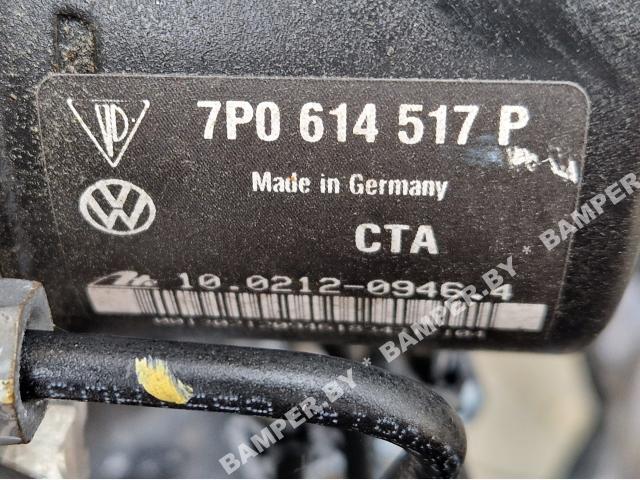 7P0 614 517 P
Made in Germany
CTA
10.0212-0946.4
BAMPER.BY * BAMPER.BY * BAMPER.BY